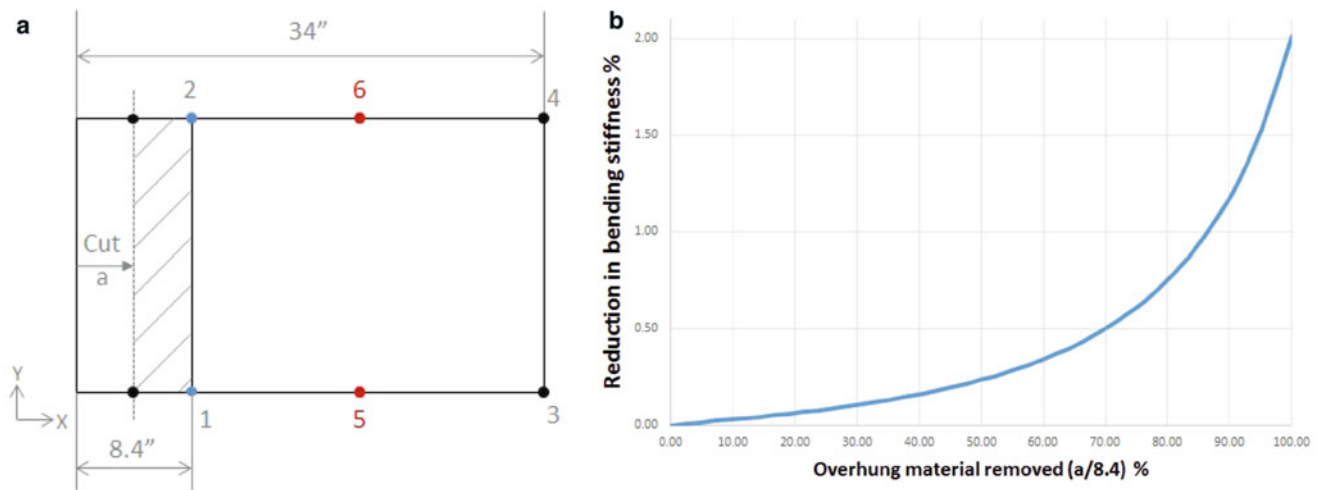 a
34”
2
6
4
Cut
a
Y
X
1
5
3
8.4”
b
Reduction in bending stiffness %
2.00
1.50
1.00
0.50
0.00
0.00 10.00 20.00 30.00 40.00 50.00 60.00 70.00 80.00 90.00 100.00
Overhung material removed (a/8.4) %